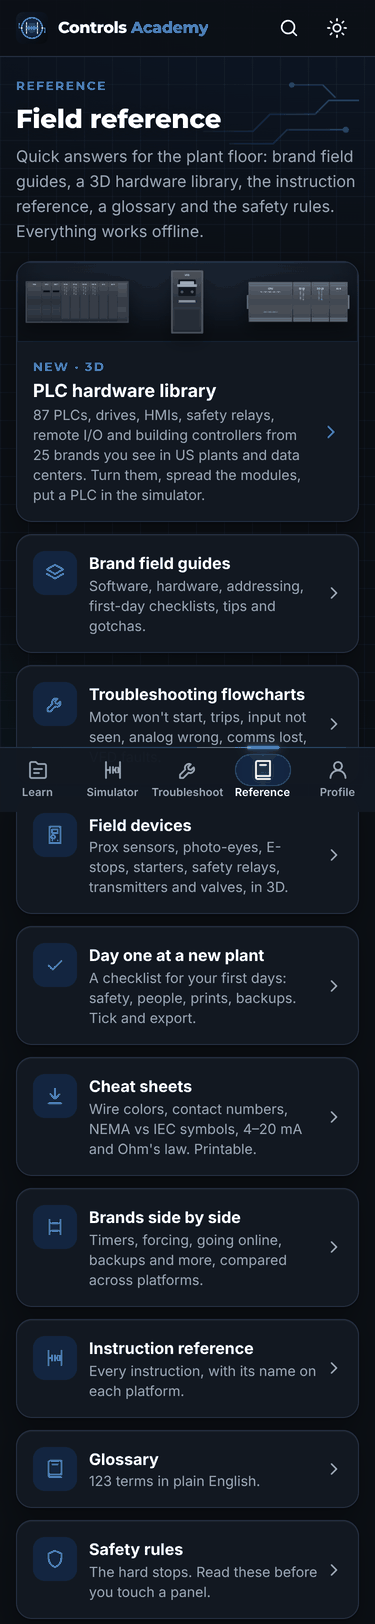 Controls Academy
REFERENCE
Field reference
Quick answers for the plant floor: brand field
guides, a 3D hardware library, the instruction
reference, a glossary and the safety rules.
Everything works offline.
NEW · 3D
PLC hardware library
87 PLCs, drives, HMIs, safety relays,
remote I/O and building controllers from
25 brands you see in US plants and data
centers. Turn them, spread the modules,
put a PLC in the simulator.
Brand field guides
Software, hardware, addressing,
first-day checklists, tips and
gotchas.
Troubleshooting flowcharts
Motor won't start, trips, input not
seen, analog wrong, comms lost,
Learn
Simulator
Troubleshoot
Reference
Profile
Field devices
Prox sensors, photo-eyes, E-
stops, starters, safety relays,
transmitters and valves, in 3D.
Day one at a new plant
A checklist for your first days:
safety, people, prints, backups.
Tick and export.
Cheat sheets
Wire colors, contact numbers,
NEMA vs IEC symbols, 4–20 mA
and Ohm's law. Printable.
Brands side by side
Timers, forcing, going online,
backups and more, compared
across platforms.
Instruction reference
Every instruction, with its name on
each platform.
Glossary
123 terms in plain English.
Safety rules
The hard stops. Read these before
you touch a panel.